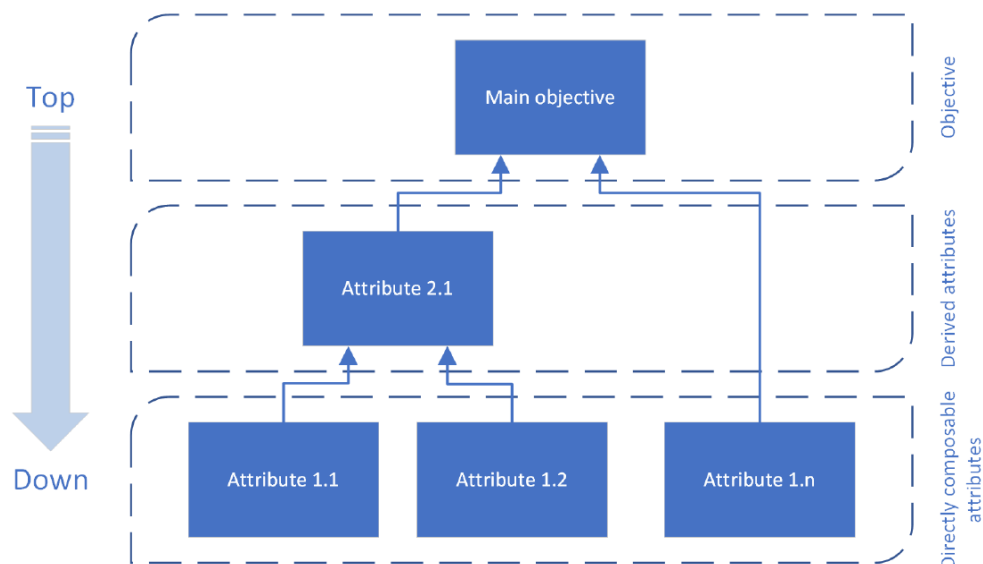 Top
Down
Main objective
Objective
Attribute 2.1
Derived attributes
Attribute 1.1
Attribute 1.2
Attribute 1.n
Directly composable
attributes